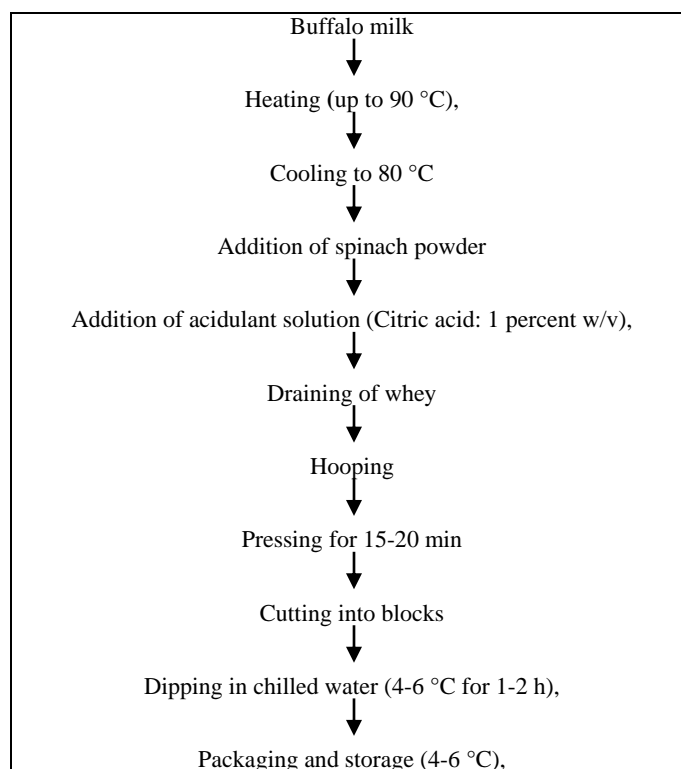 Buffalo milk
Heating (up to 90 °C),
Cooling to 80 °C
Addition of spinach powder
Addition of acidulant solution (Citric acid: 1 percent w/v),
Draining of whey
Hooping
Pressing for 15-20 min
Cutting into blocks
Dipping in chilled water (4-6 °C for 1-2 h),
Packaging and storage (4-6 °C),